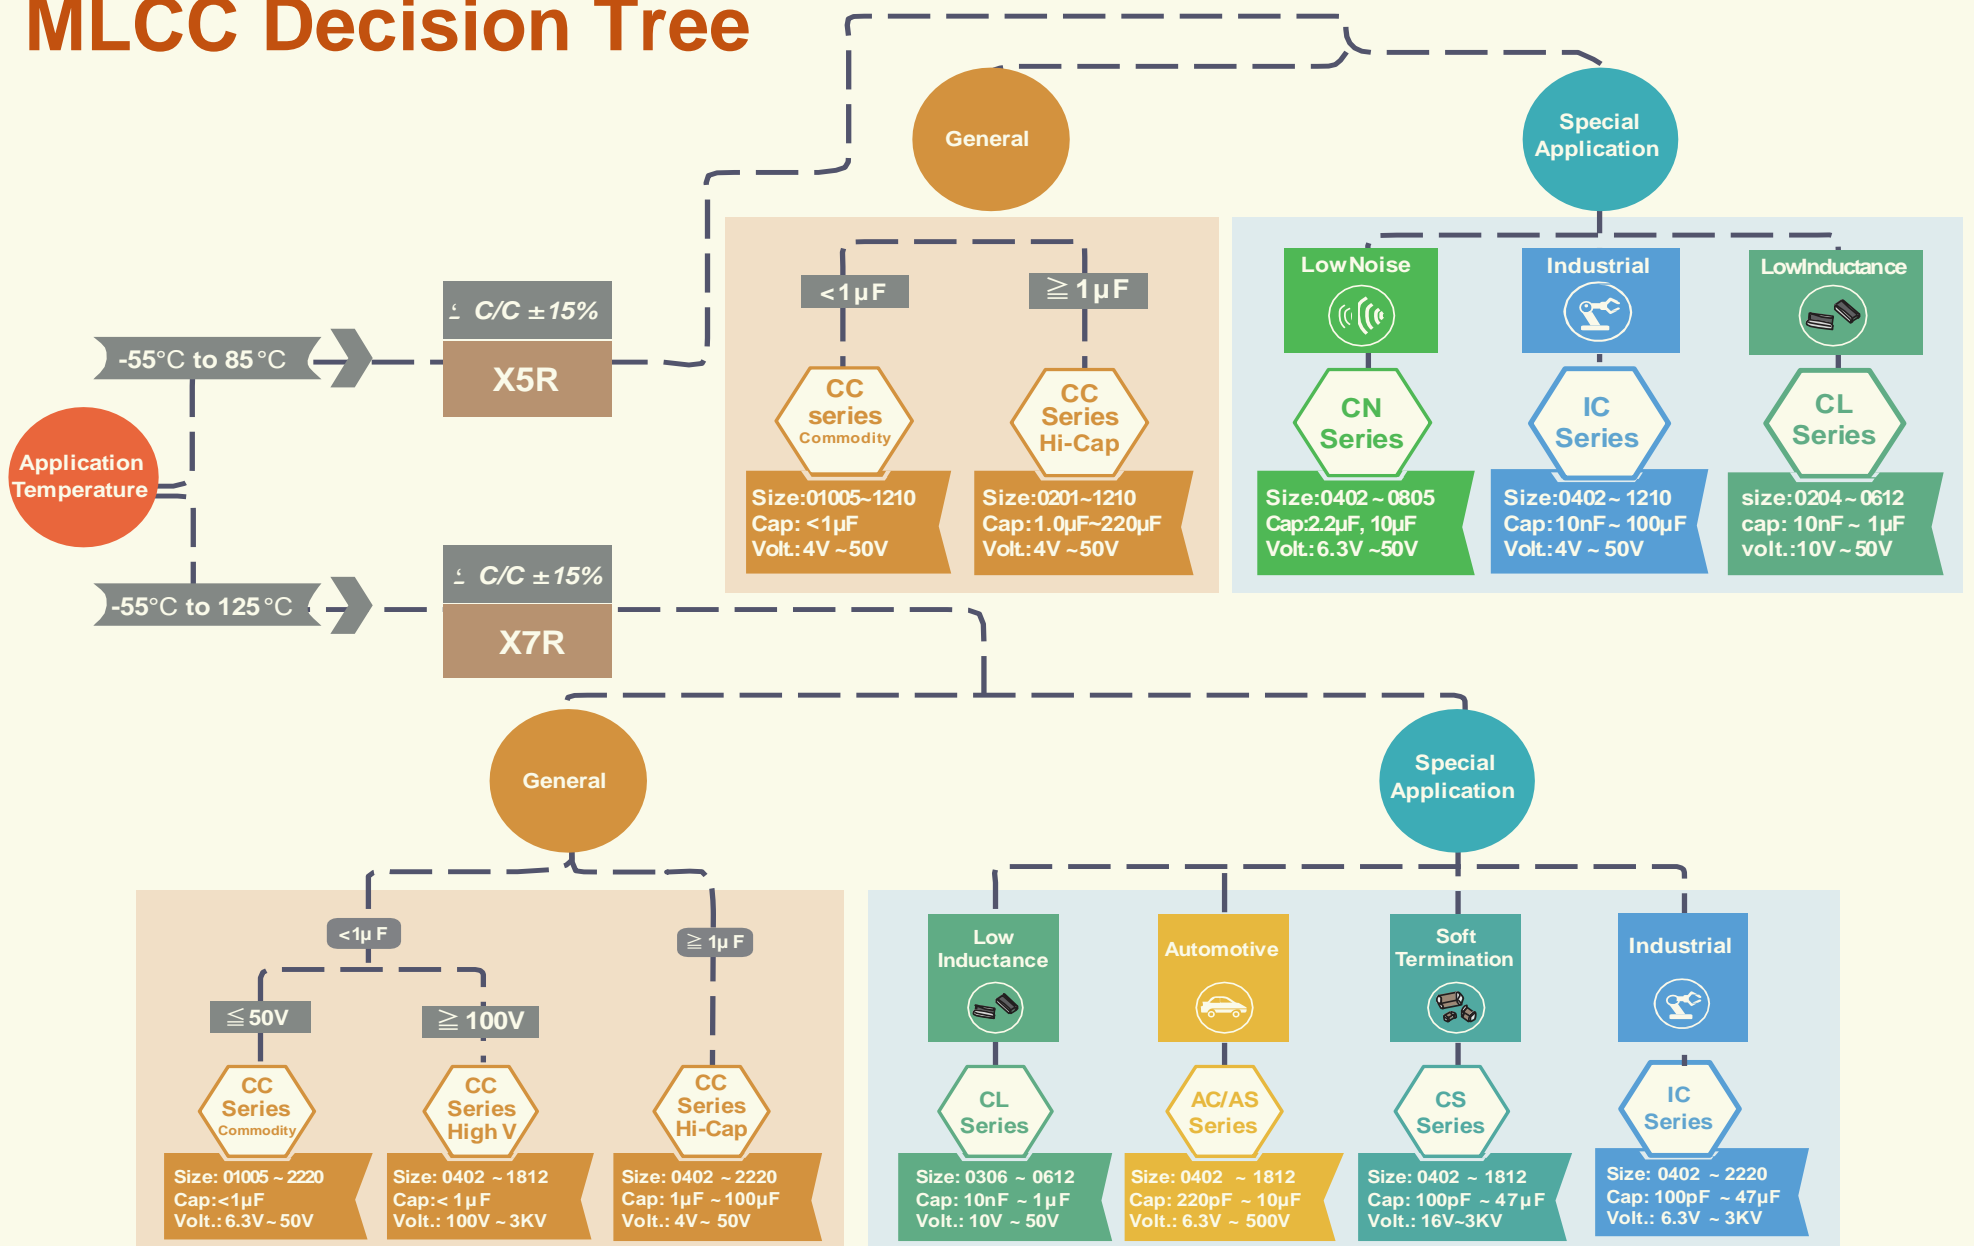 MLCC Decision Tree
General
Special
Application
<1µF
≧ 1µF
Low Noise
Industrial
LowInductance
C/C ±15%
X5R
-55°C to 85°C
CC
series
Commodity
CC
Series
Hi-Cap
CN
Series
IC
Series
CL
Series
Application
Temperature
Size:01005~1210
Cap: <1µF
Volt.:4V ~50V
Size:0201~1210
Cap:1.0µF~220µF
Volt.:4V ~50V
Size:0402 ~ 0805
Cap:2.2µF, 10µF
Volt.:6.3V ~50V
Size:0402~ 1210
Cap:10nF~ 100µF
Volt.:4V ~ 50V
size:0204 ~ 0612
cap: 10nF ~ 1µF
volt.:10V ~ 50V
-55°C to 125°C
C/C ±15%
X7R
General
Special
Application
<1µF
≧ 1µF
≦ 50V
≧ 100V
Low
Inductance
Automotive
Soft
Termination
Industrial
CC
Series
Commodity
CC
Series
High V
CC
Series
Hi-Cap
CL
Series
AC/AS
Series
CS
Series
IC
Series
Size: 01005 ~ 2220
Cap:<1µF
Volt.: 6.3V~ 50V
Size: 0402 ~ 1812
Cap:< 1µF
Volt.: 100V ~ 3KV
Size: 0402 ~ 2220
Cap: 1µF ~ 100µF
Volt.: 4V~ 50V
Size: 0306 ~ 0612
Cap: 10nF ~ 1µF
Volt.: 10V ~ 50V
Size: 0402 ~ 1812
Cap: 220pF ~ 10µF
Volt.: 6.3V ~ 500V
Size: 0402 ~ 1812
Cap: 100pF ~ 47µF
Volt.: 16V~3KV
Size: 0402 ~ 2220
Cap: 100pF ~ 47µF
Volt.: 6.3V ~ 3KV